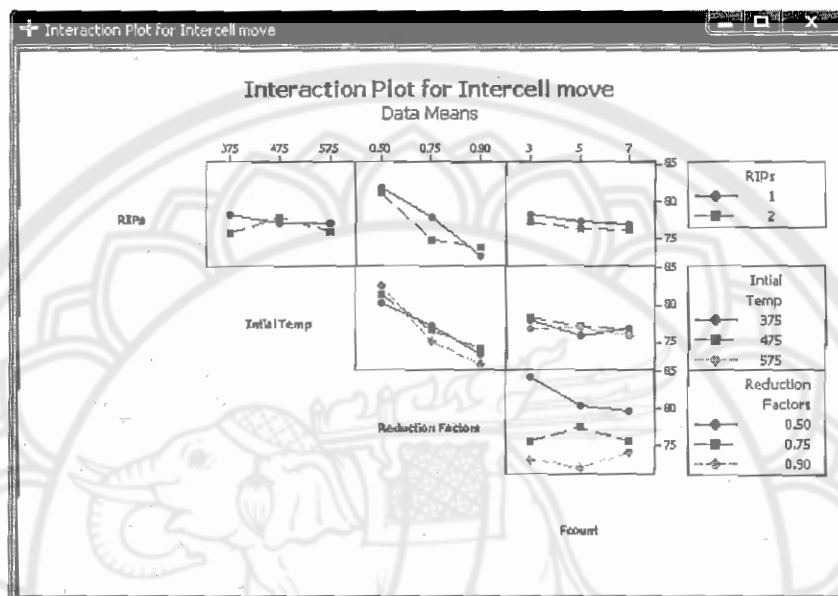 Interaction Plot for Intercell move
Interaction Plot for Intercell move
Data Means
375 475 575 0.50 0.75 0.90 3 5 7
85
80
75
RIPs
RIPs
1
2
85
80
75
Intial Temp
Intial
Temp
375
475
575
85
80
75
Reduction Factors
Reduction
Factors
0.50
0.75
0.90
Fcount